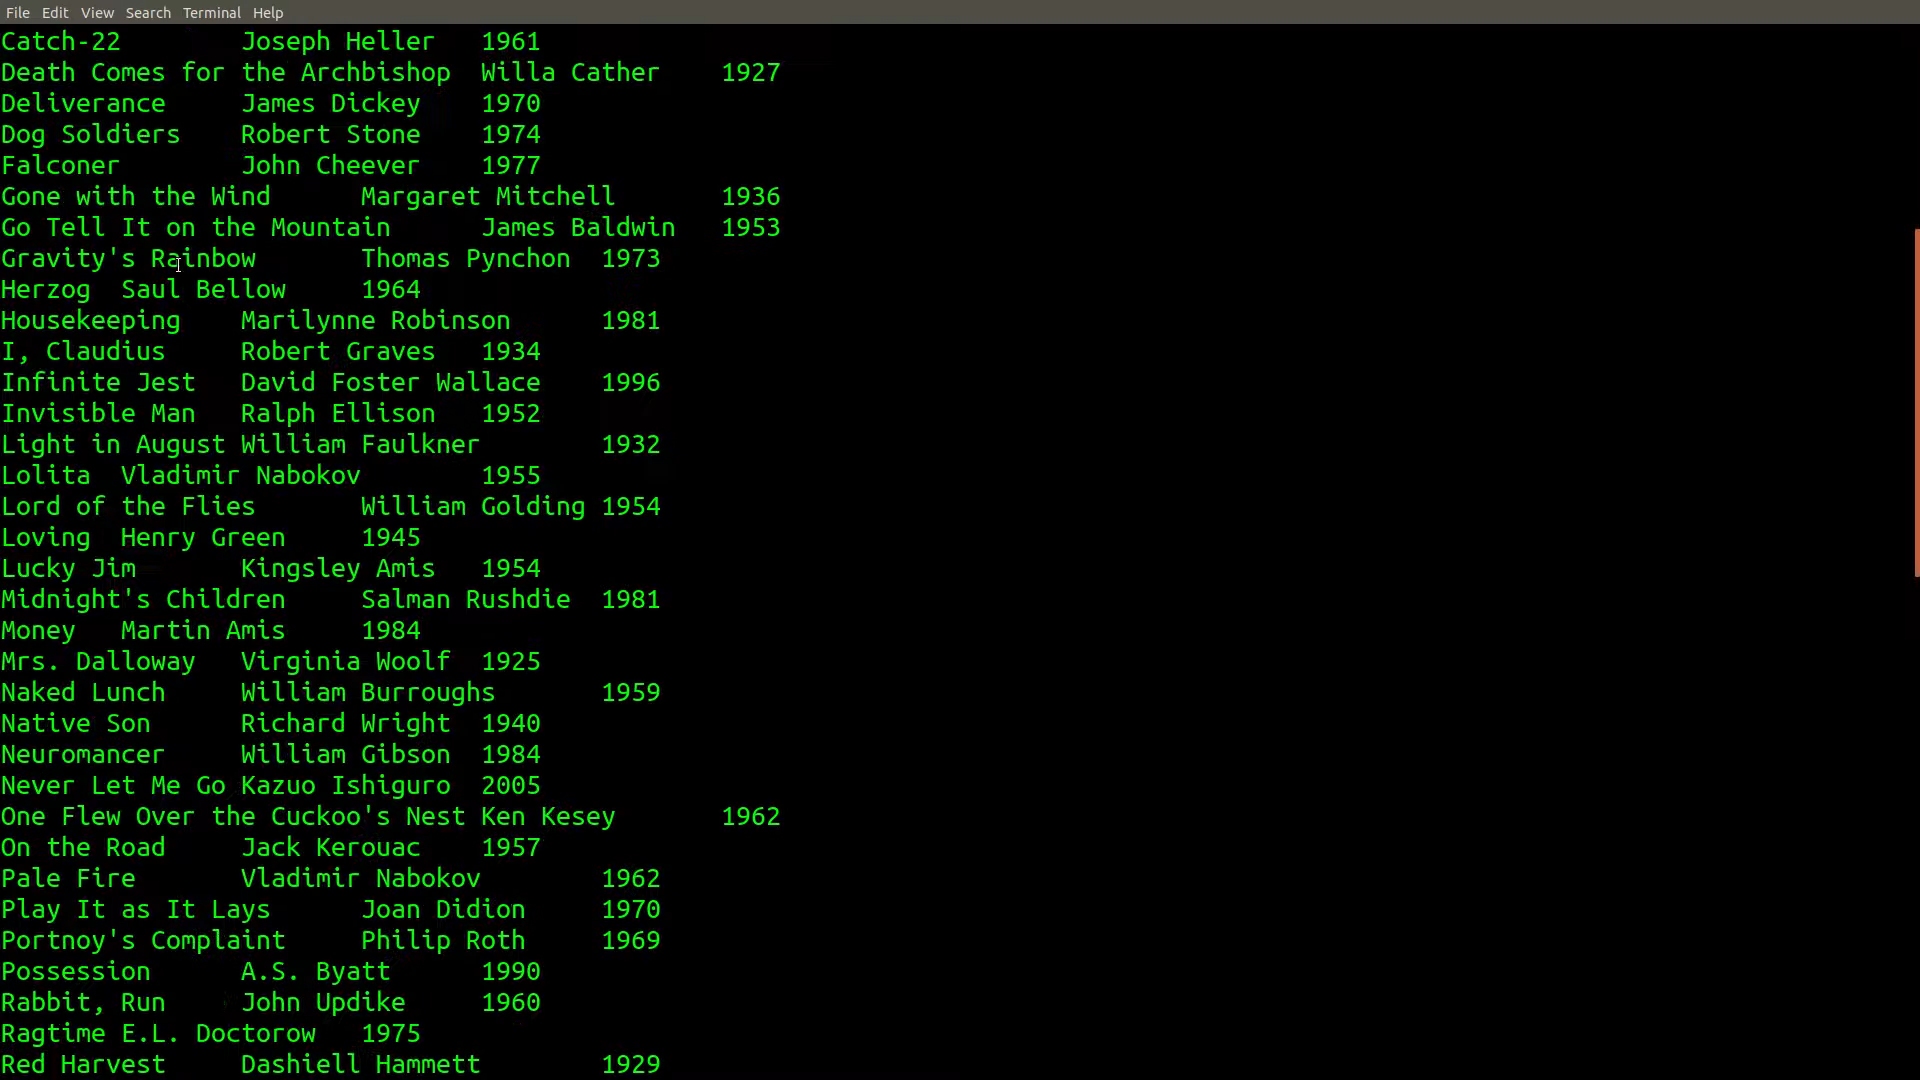 File Edit View Search Terminal Help
Catch-22 Joseph Heller 1961
Death Comes for the Archbishop Willa Cather 1927
Deliverance James Dickey 1970
Dog Soldiers Robert Stone 1974
Falconer John Cheever 1977
Gone with the Wind Margaret Mitchell 1936
Go Tell It on the Mountain James Baldwin 1953
Gravity's Rainbow Thomas Pynchon 1973
Herzog Saul Bellow 1964
Housekeeping Marilynne Robinson 1981
I, Claudius Robert Graves 1934
Infinite Jest David Foster Wallace 1996
Invisible Man Ralph Ellison 1952
Light in August William Faulkner 1932
Lolita Vladimir Nabokov 1955
Lord of the Flies William Golding 1954
Loving Henry Green 1945
Lucky Jim Kingsley Amis 1954
Midnight's Children Salman Rushdie 1981
Money Martin Amis 1984
Mrs. Dalloway Virginia Woolf 1925
Naked Lunch William Burroughs 1959
Native Son Richard Wright 1940
Neuromancer William Gibson 1984
Never Let Me Go Kazuo Ishiguro 2005
One Flew Over the Cuckoo's Nest Ken Kesey 1962
On the Road Jack Kerouac 1957
Pale Fire Vladimir Nabokov 1962
Play It as It Lays Joan Didion 1970
Portnoy's Complaint Philip Roth 1969
Possession A.S. Byatt 1990
Rabbit, Run John Updike 1960
Ragtime E.L. Doctorow 1975
Red Harvest Dashiell Hammett 1929